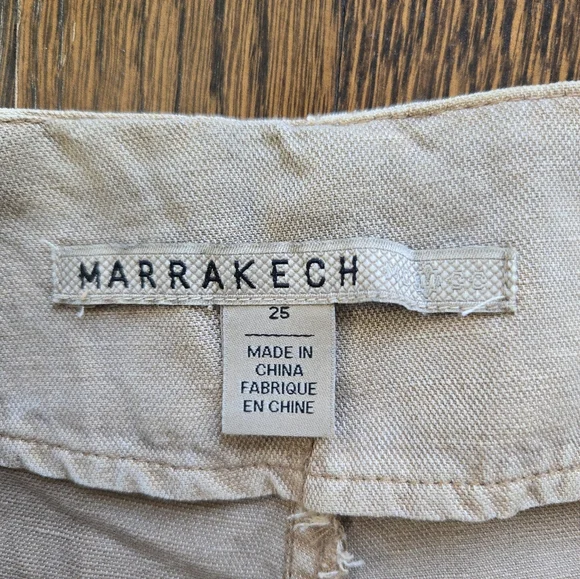 MARRAKECH
25
MADE IN
CHINA
FABRIQUE
EN CHINE